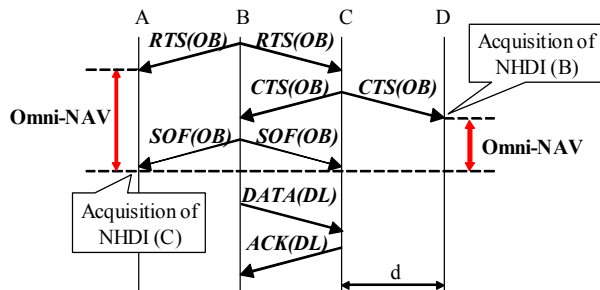 A B C D
RTS(OB) RTS(OB)
Acquisition of
NHDI (B)
CTS(OB) CTS(OB)
Omni-NAV
SOF(OB) SOF(OB)
Omni-NAV
Acquisition of
NHDI (C)
DATA(DL)
ACK(DL)
d